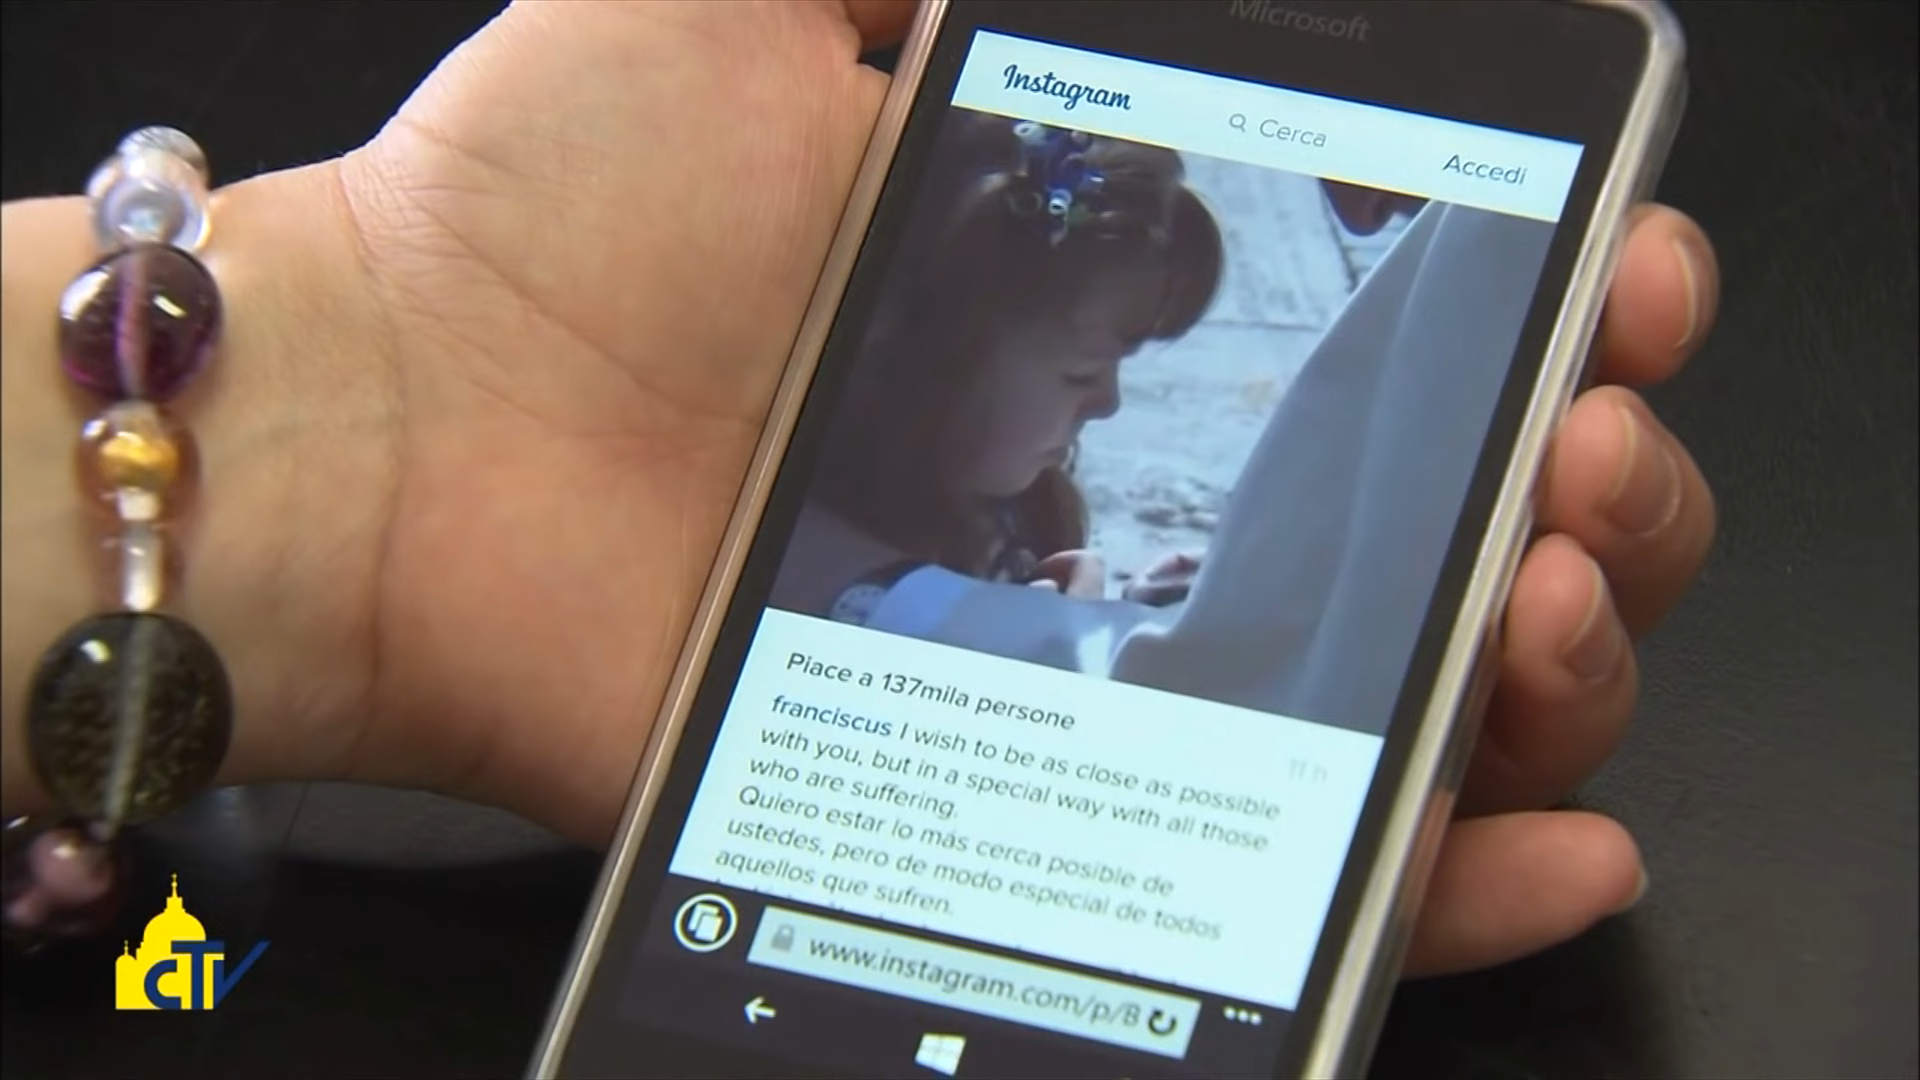 Microsoft
Instagram
Cerca
Accedi
Piace a 137mila persone
11 h
franciscus I wish to be as close as possible
with you, but in a special way with all those
who are suffering.
Quiero estar lo más cerca posible de
ustedes, pero de modo especial de todos
aquellos que sufren.
www.instagram.com/p/B
CTV